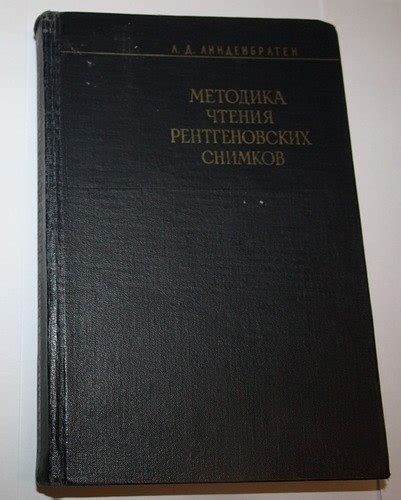 Л. Д. ЛИНДЕНБРАТЕН
МЕТОДИКА
ЧТЕНИЯ
РЕНТГЕНОВСКИХ
СНИМКОВ